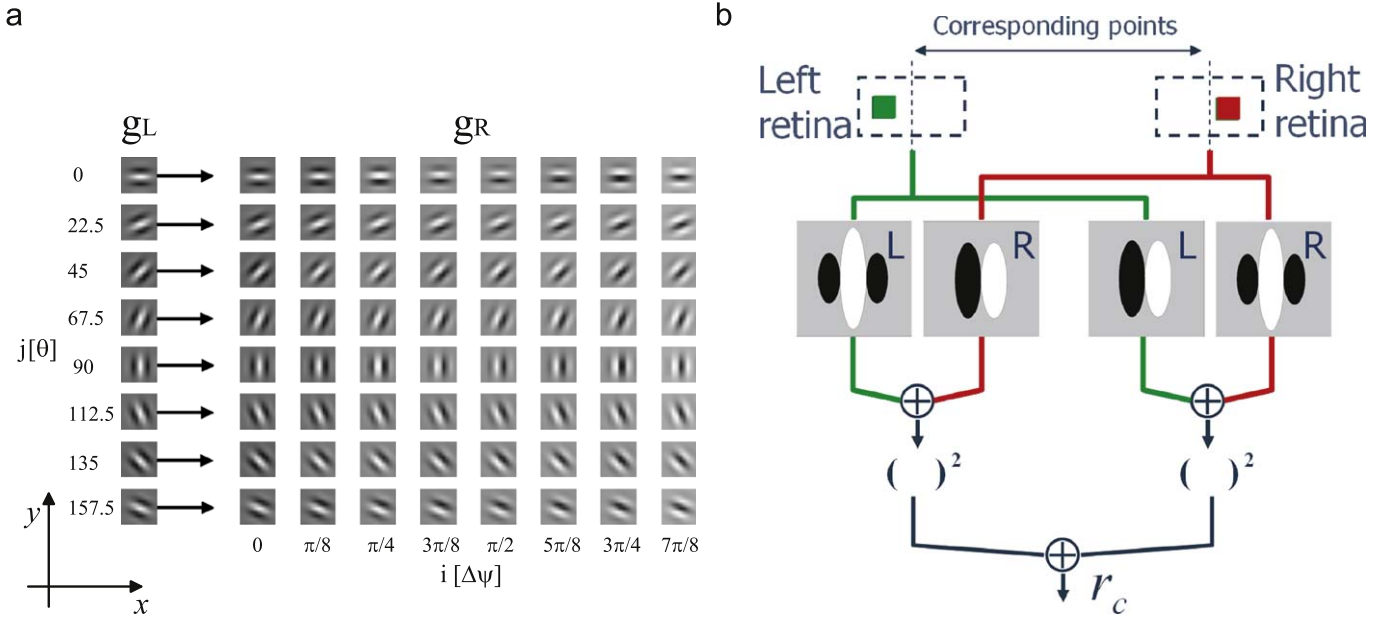 a
gL
gR
0
22.5
45
67.5
j[θ]
90
112.5
135
157.5
y
x
0 π/8 π/4 3π/8 π/2 5π/8 3π/4 7π/8
i [Δψ]
b
Corresponding points
Left
retina
Right
retina
L R L R
( )² ( )²
r_c